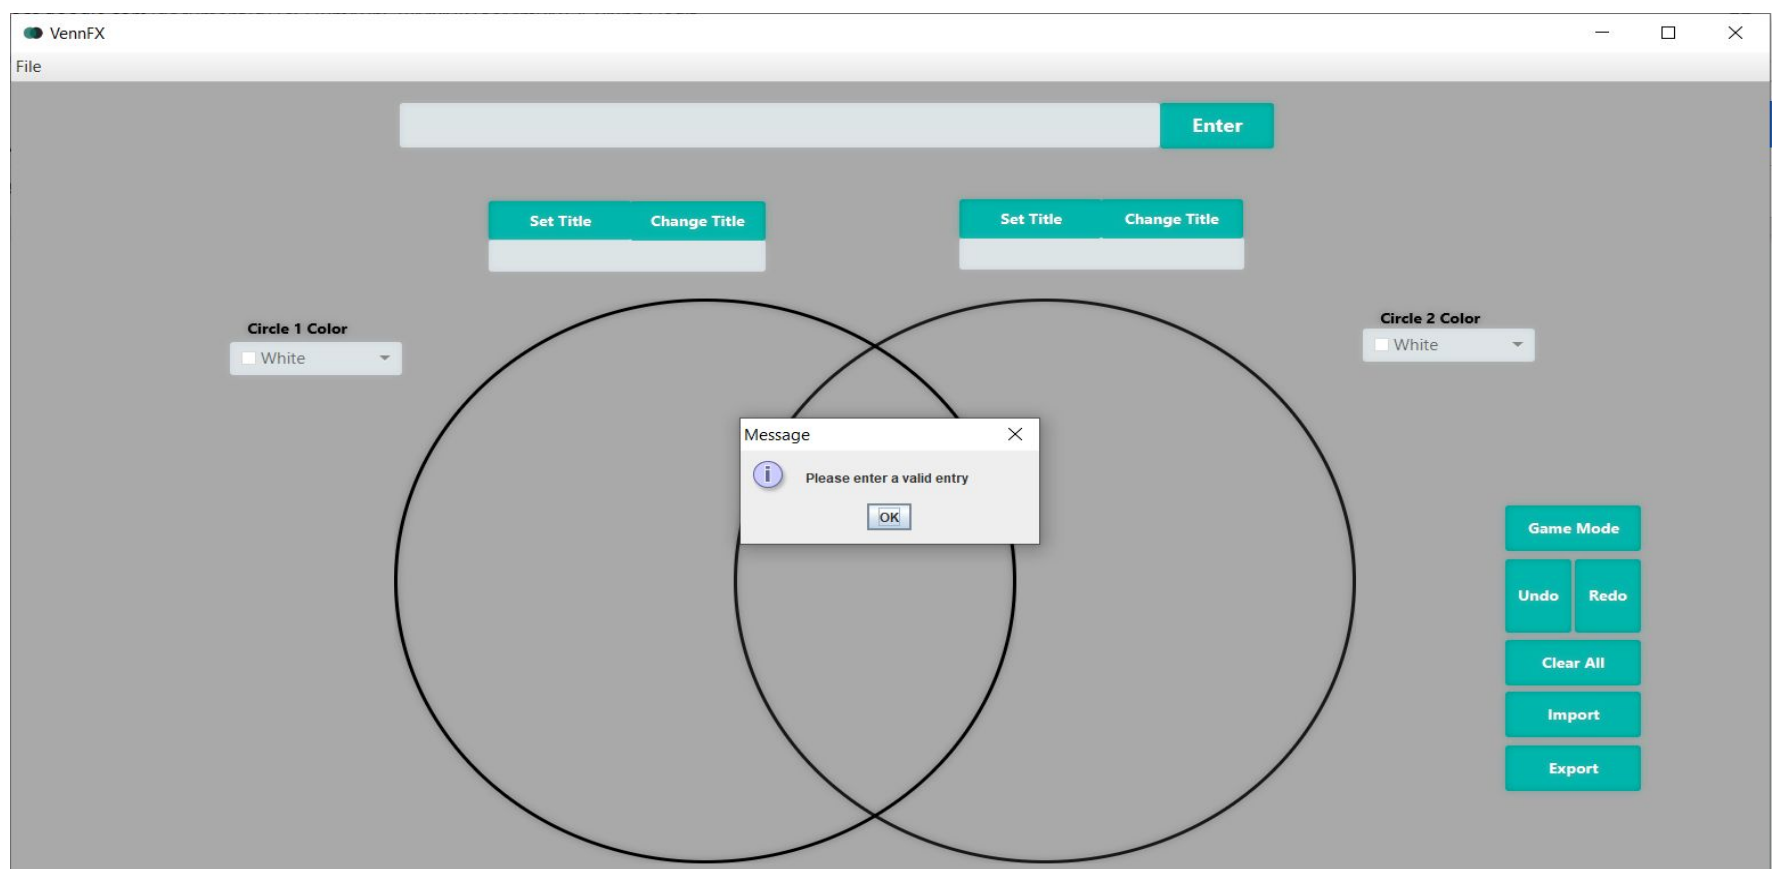 VennFX
File
Enter
Set Title Change Title
Set Title Change Title
Circle 1 Color
White
Circle 2 Color
White
Message
Please enter a valid entry
OK
Game Mode
Undo Redo
Clear All
Import
Export